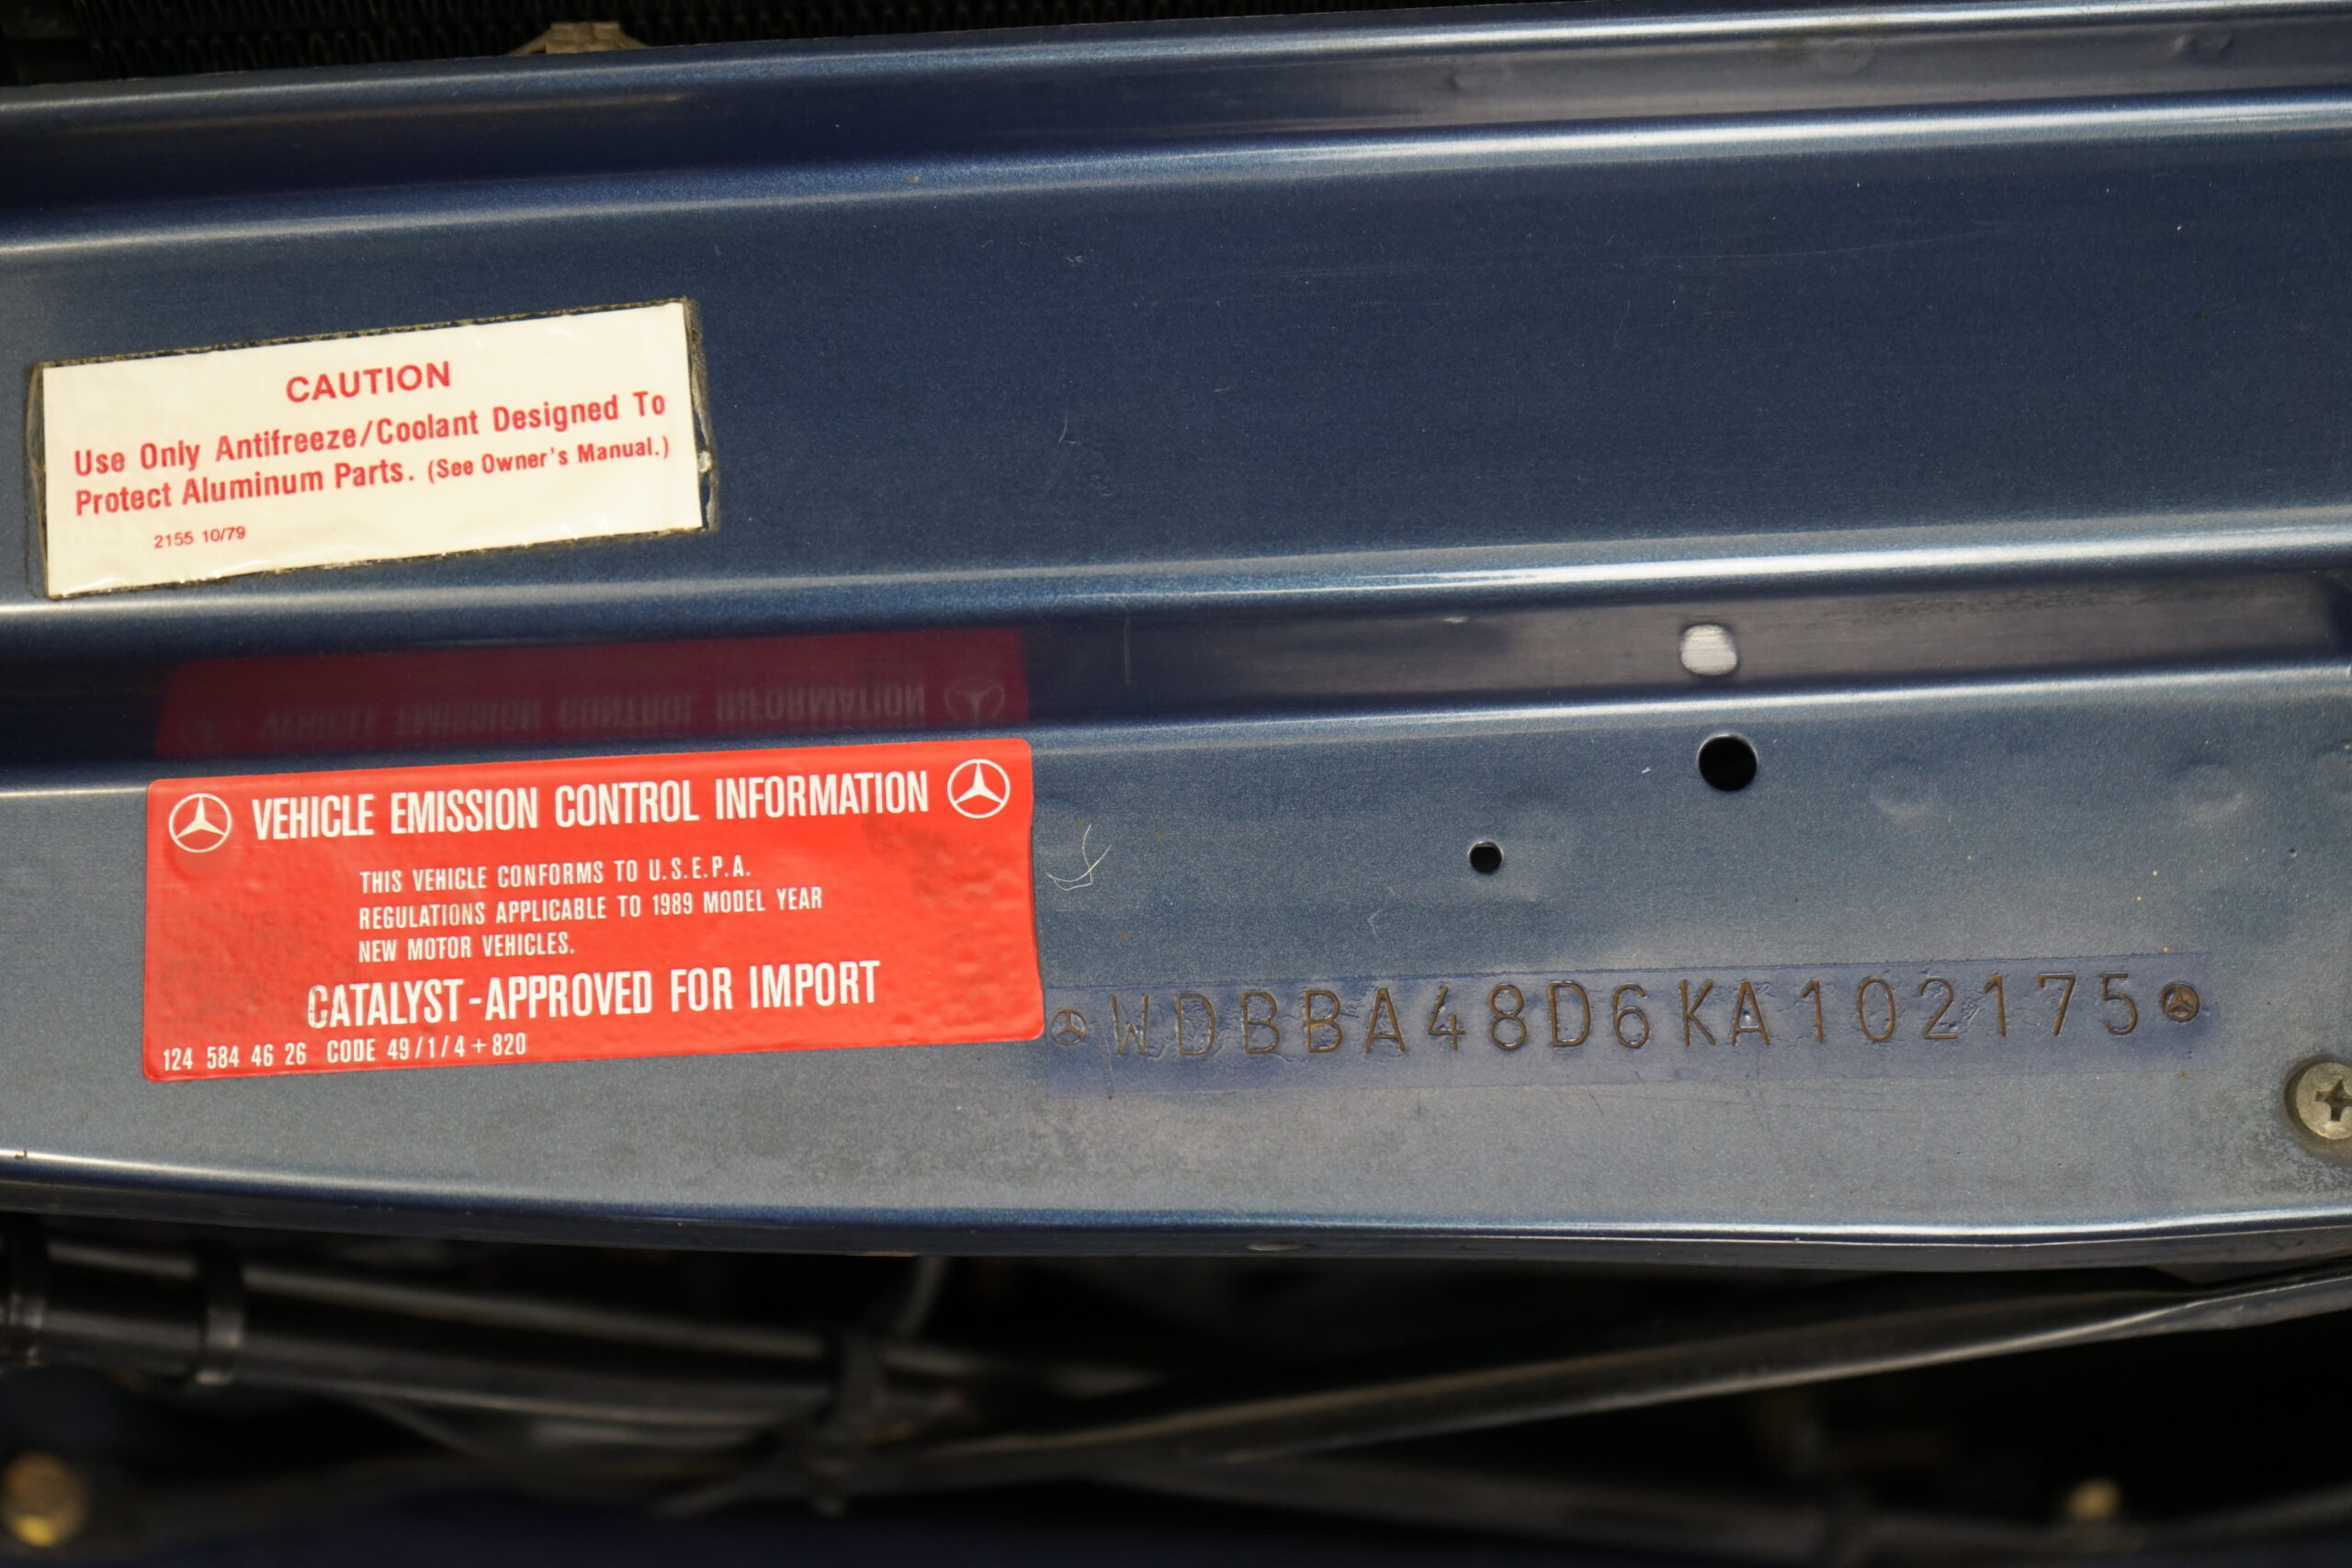 CAUTION
Use Only Antifreeze/Coolant Designed To
Protect Aluminum Parts. (See Owner's Manual.)
2155 10/79
VEHICLE EMISSION CONTROL INFORMATION
THIS VEHICLE CONFORMS TO U.S.E.P.A.
REGULATIONS APPLICABLE TO 1989 MODEL YEAR
NEW MOTOR VEHICLES.
CATALYST-APPROVED FOR IMPORT
124 584 46 26 CODE 49/1/4+820
WDBBA48D6KA102175